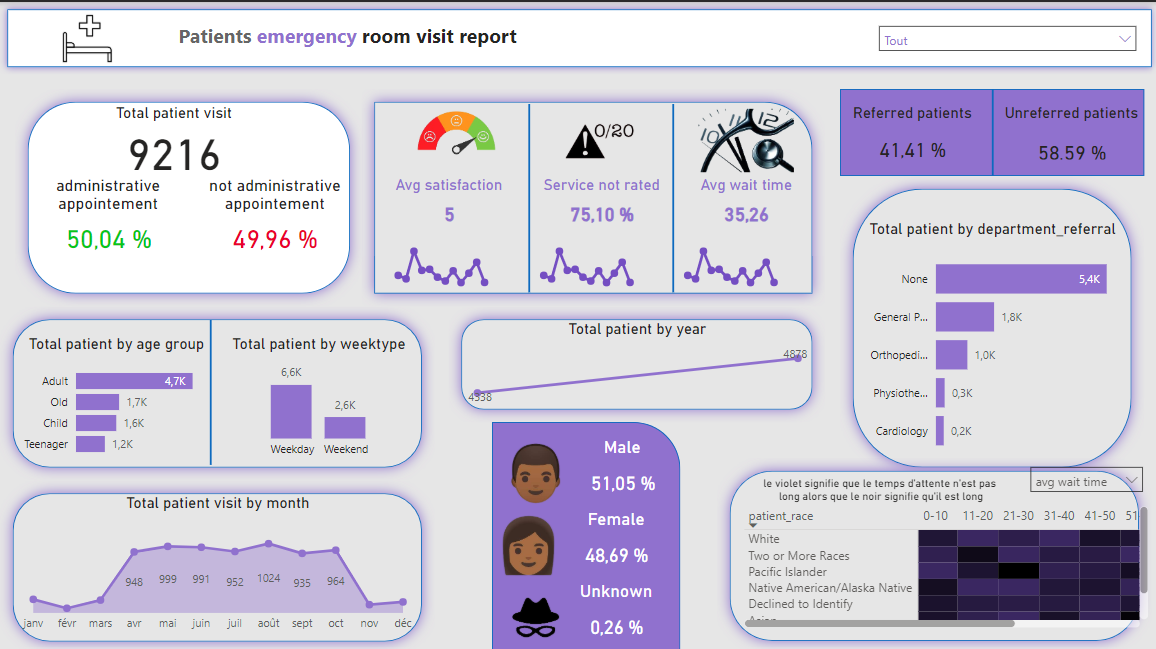 Patients emergency room visit report
Tout
Total patient visit
9216
administrative appointement
not administrative appointement
50,04 %
49,96 %
0/20
10
12
Avg satisfaction
5
Service not rated
75,10 %
Avg wait time
35,26
Referred patients
41,41 %
Unreferred patients
58.59 %
Total patient by department_referral
None
5,4K
General P...
1,8K
Orthopedi...
1,0K
Physiothe...
0,3K
Cardiology
0,2K
Total patient by age group
Adult
4,7K
Old
1,7K
Child
1,6K
Teenager
1,2K
Total patient by weektype
6,6K
2,6K
Weekday
Weekend
Total patient by year
4338
4878
Male
51,05 %
Female
48,69 %
Unknown
0,26 %
Total patient visit by month
948
999
991
952
1024
935
964
janv
févr
mars
avr
mai
juin
juil
août
sept
oct
nov
déc
le violet signifie que le temps d'attente n'est pas
long alors que le noir signifie qu'il est long
avg wait time
patient_race
0-10
11-20
21-30
31-40
41-50
51
White
Two or More Races
Pacific Islander
Native American/Alaska Native
Declined to Identify